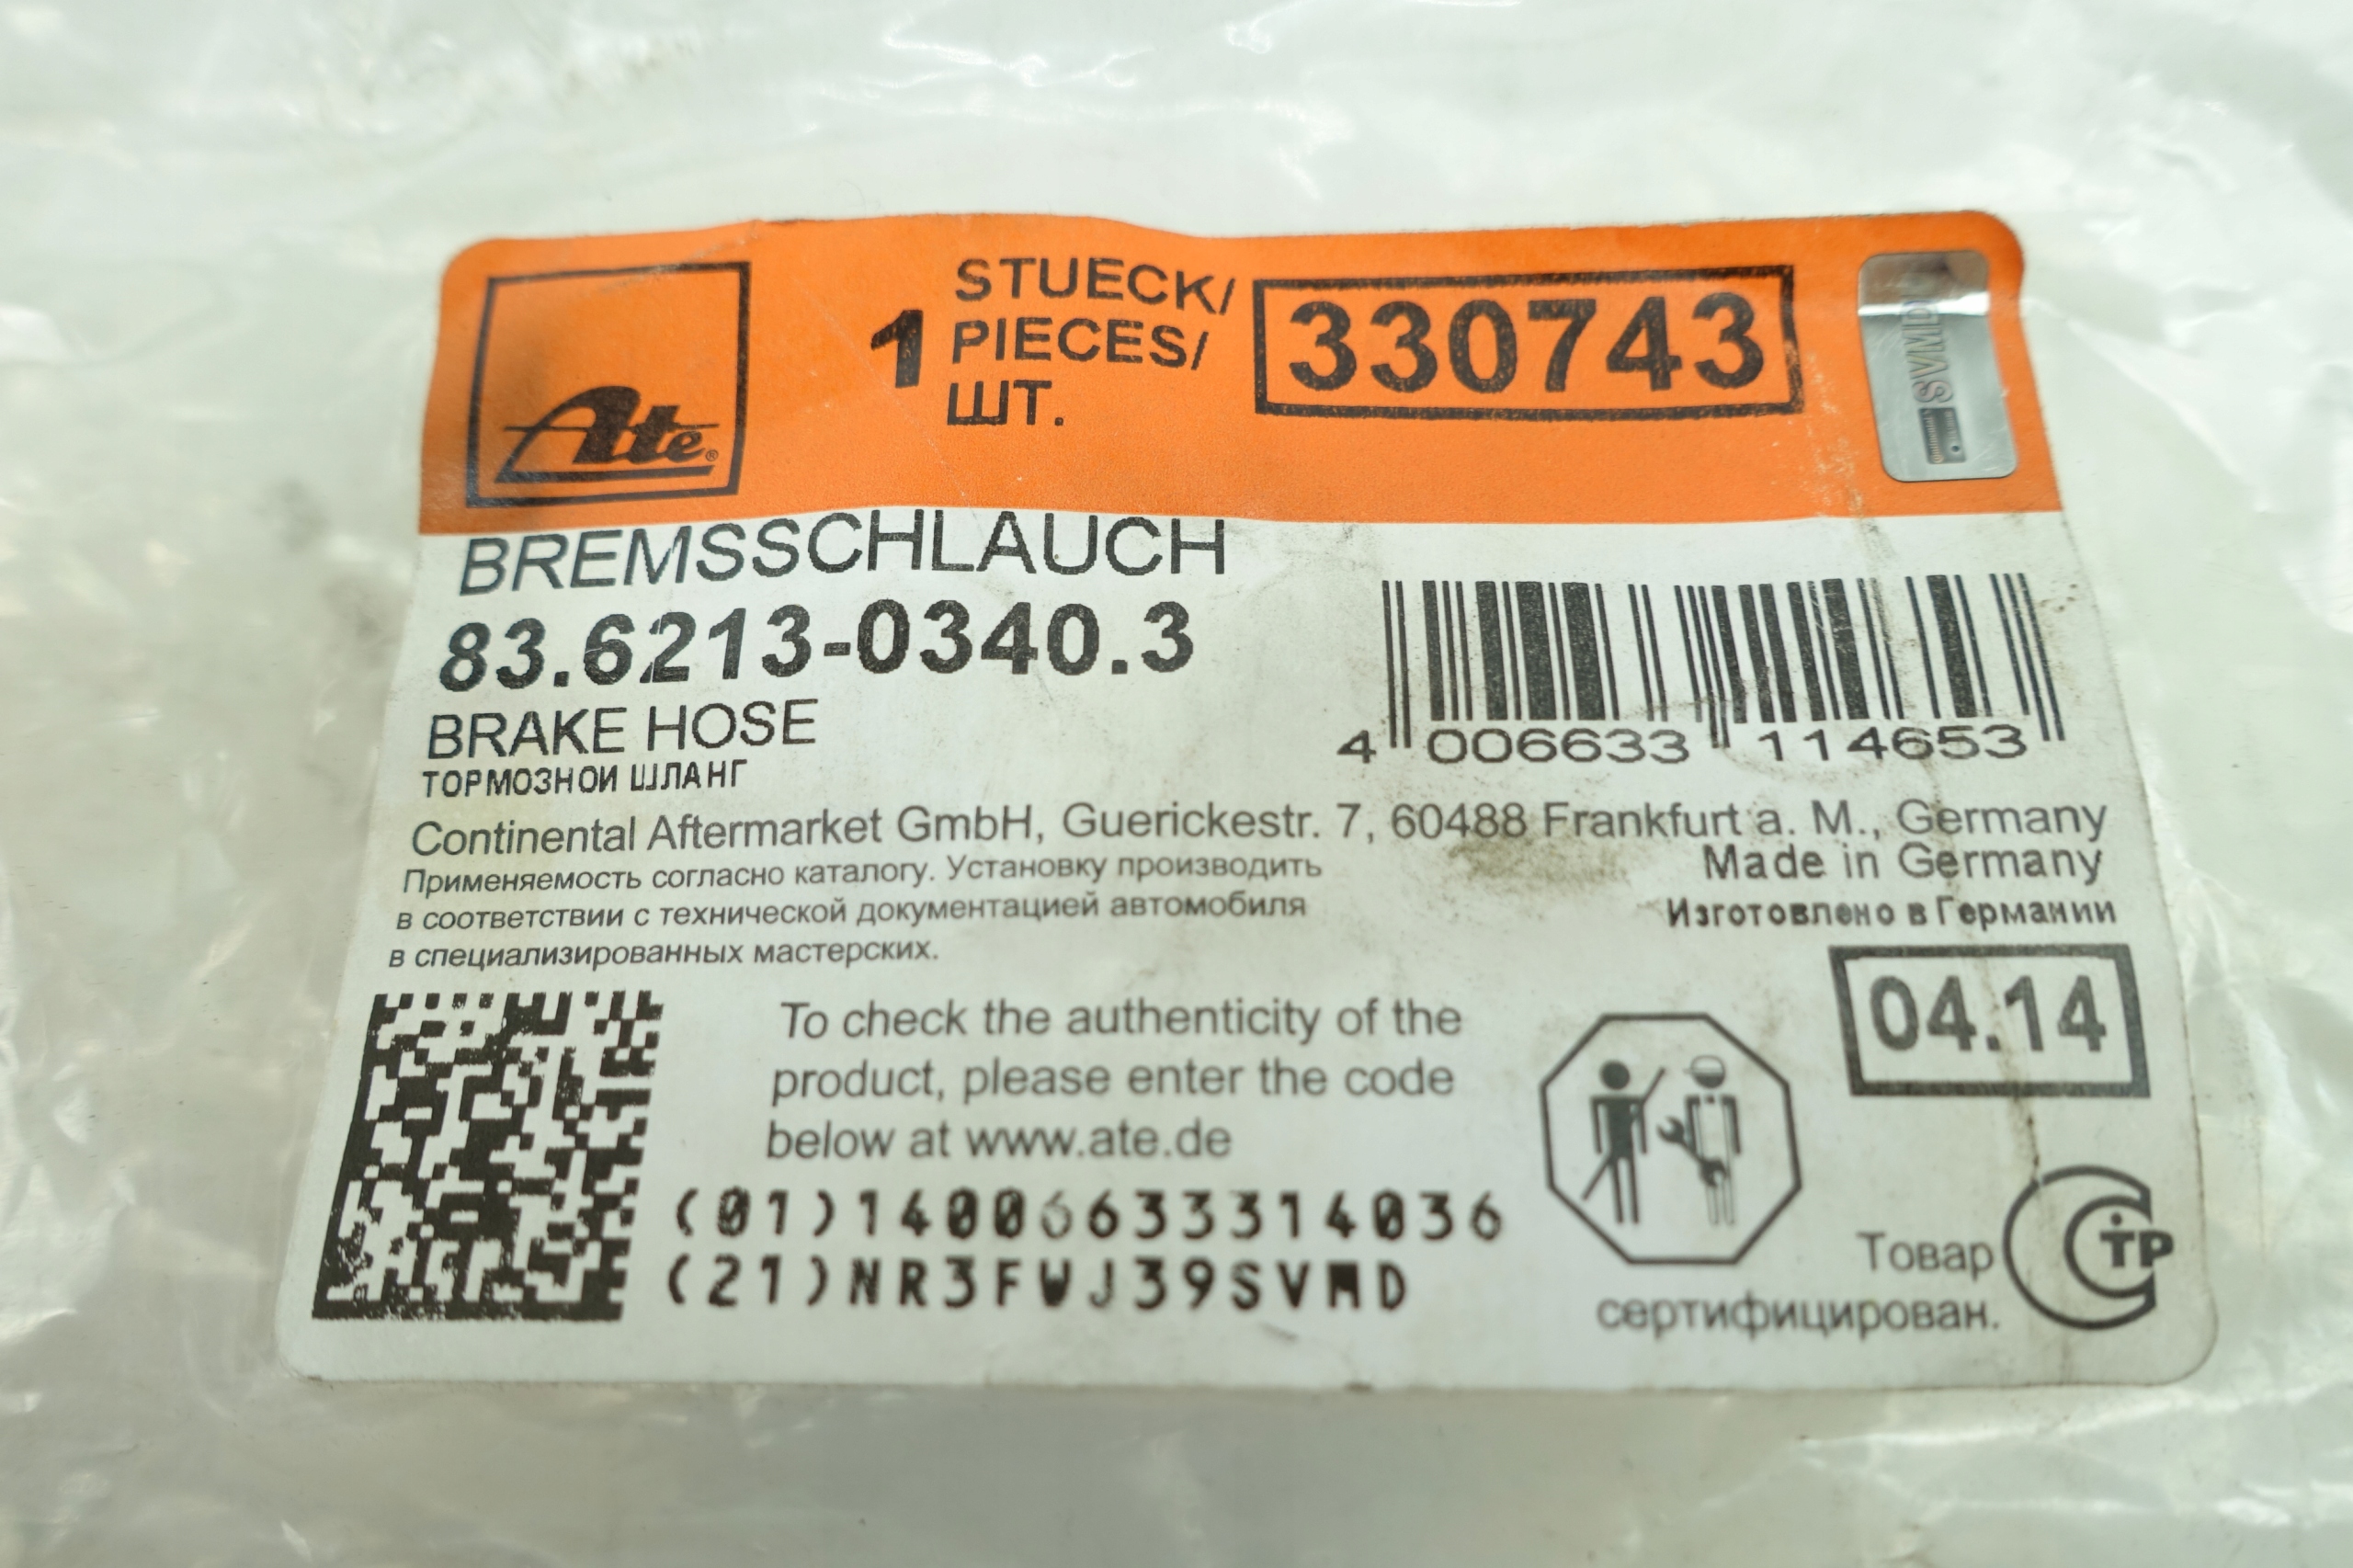 Ate®
1 STUECK/
PIECES/
ШТ.
330743
BREMSSCHLAUCH
83.6213-0340.3
BRAKE HOSE
ТОРМОЗНОИ ШЛАНГ
4 006633 114653
Continental Aftermarket GmbH, Guerickestr. 7, 60488 Frankfurt a. M., Germany
Made in Germany
Изготовлено в Германии
Применяемость согласно каталогу. Установку производить
в соответствии с технической документацией автомобиля
в специализированных мастерских.
04.14
To check the authenticity of the
product, please enter the code
below at www.ate.de
(01)14006633314036
(21)NR3FWJ39SVMD
Товар
сертифицирован.
ТР